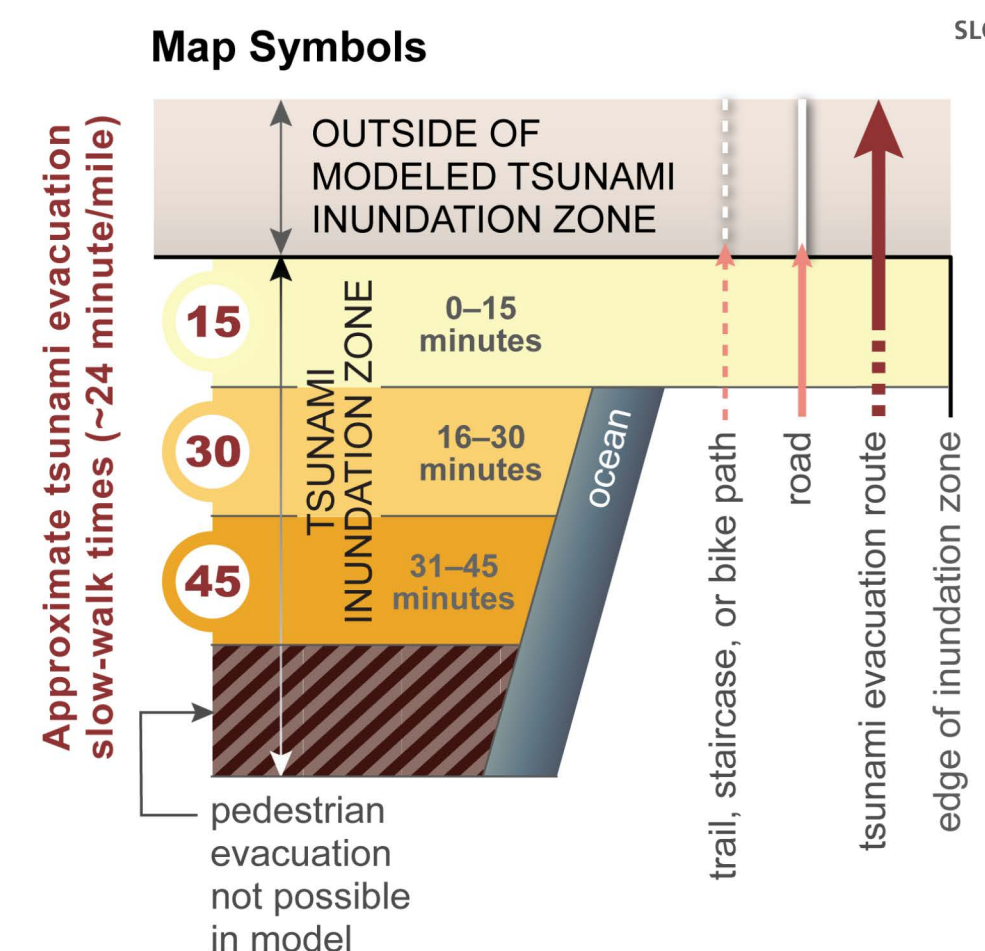 Map Symbols
SLO
Approximate tsunami evacuation
slow-walk times (~24 minute/mile)
OUTSIDE OF
MODELED TSUNAMI
INUNDATION ZONE
TSUNAMI
INUNDATION ZONE
15
0–15
minutes
30
16–30
minutes
45
31–45
minutes
ocean
pedestrian
evacuation
not possible
in model
trail, staircase, or bike path
road
tsunami evacuation route
edge of inundation zone